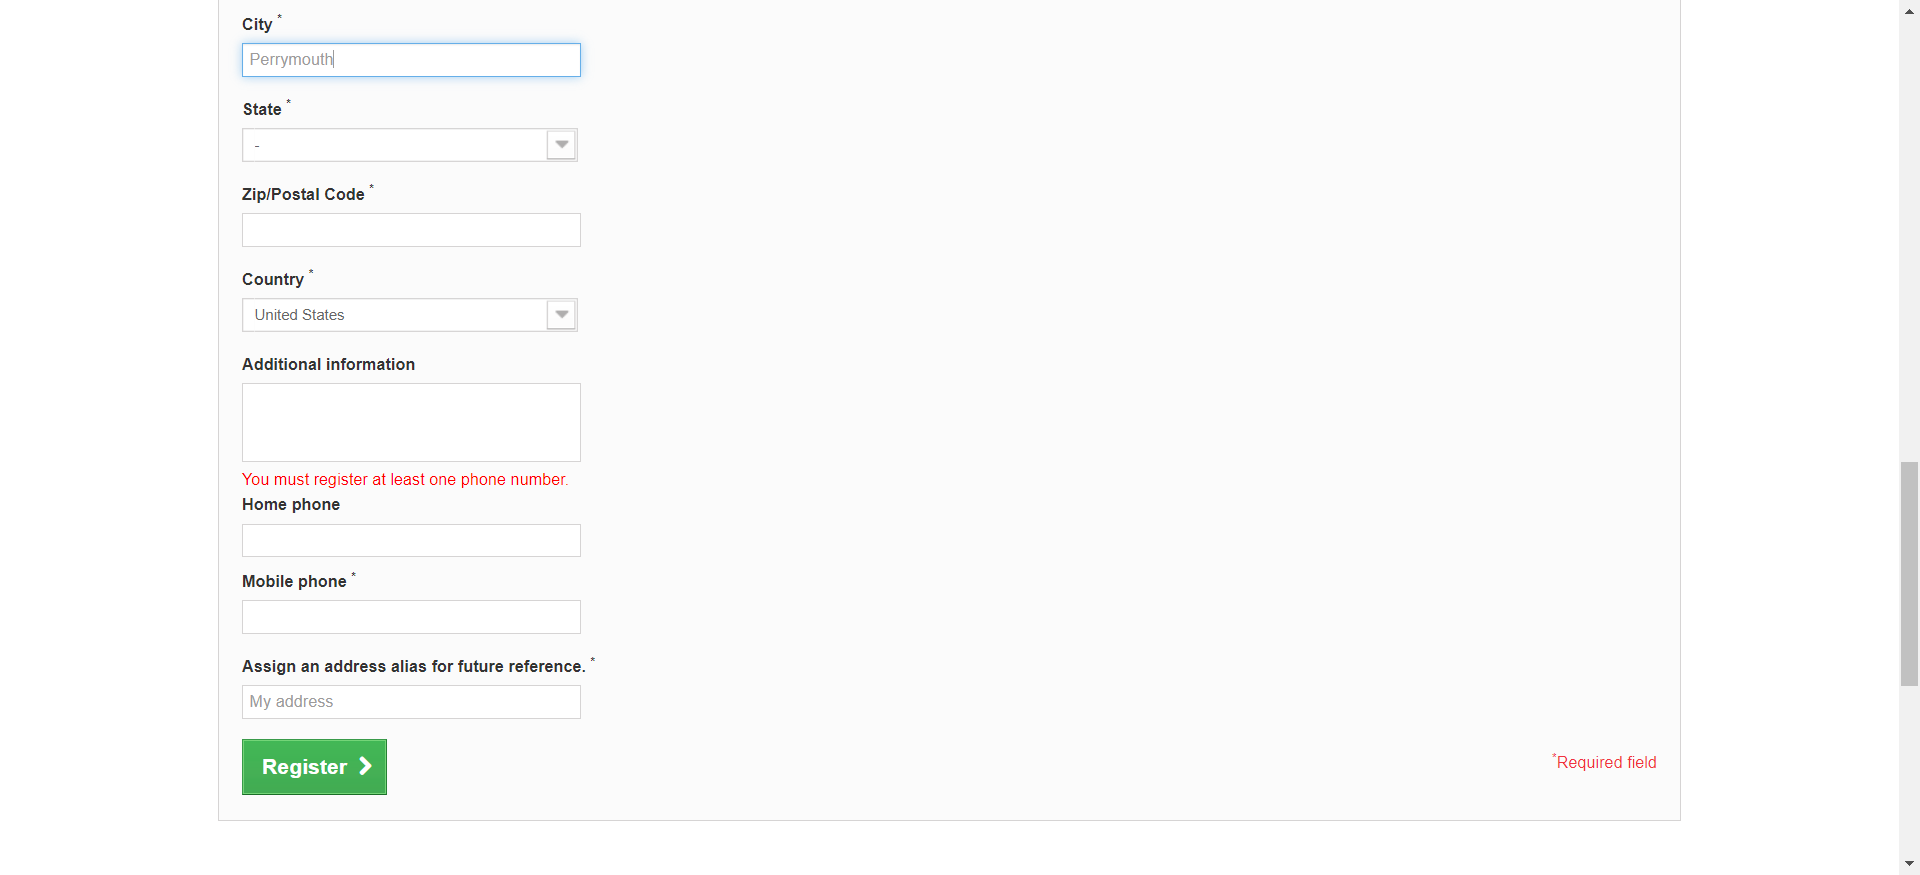 City *
Perrymouth
State *
-
Zip/Postal Code *
Country *
United States
Additional information
You must register at least one phone number.
Home phone
Mobile phone *
Assign an address alias for future reference. *
My address
Register
*Required field